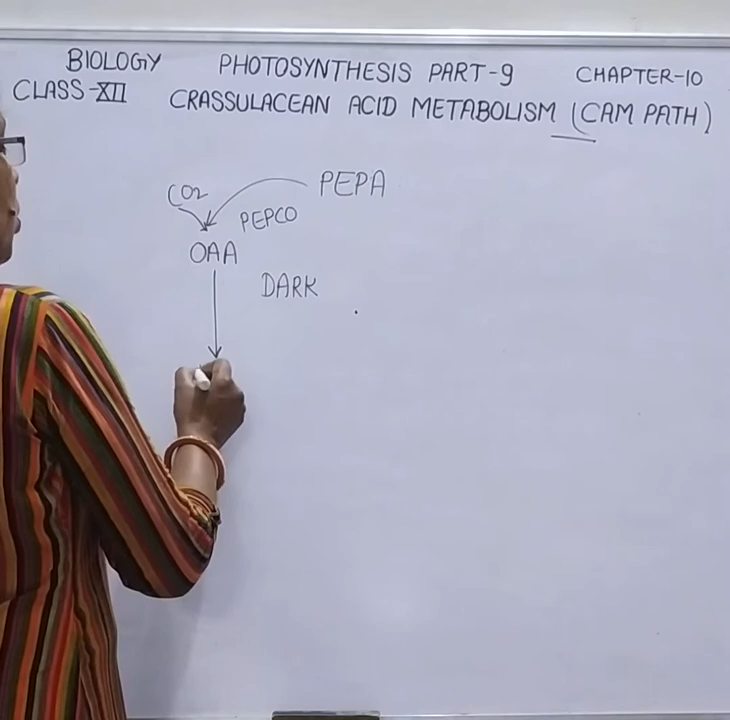 BIOLOGY PHOTOSYNTHESIS PART-9 CHAPTER-10
CLASS-XII CRASSULACEAN ACID METABOLISM (CAM PATH)
CO2 PEPA
PEPCO
OAA
DARK